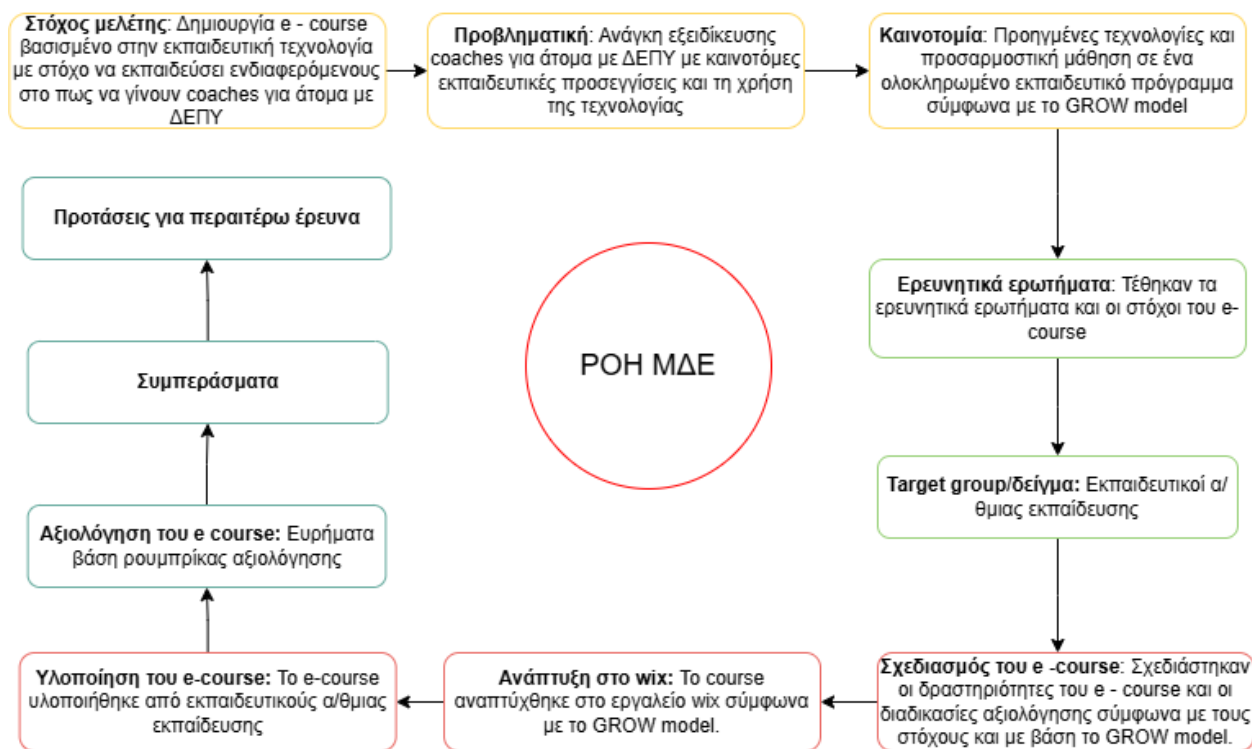 Στόχος μελέτης: Δημιουργία e - course
βασισμένο στην εκπαιδευτική τεχνολογία
με στόχο να εκπαιδεύσει ενδιαφερόμενους
στο πως να γίνουν coaches για άτομα με
ΔΕΠΥ
Προβληματική: Ανάγκη εξειδίκευσης
coaches για άτομα με ΔΕΠΥ με καινοτόμες
εκπαιδευτικές προσεγγίσεις και τη χρήση
της τεχνολογίας
Καινοτομία: Προηγμένες τεχνολογίες και
προσαρμοστική μάθηση σε ένα
ολοκληρωμένο εκπαιδευτικό πρόγραμμα
σύμφωνα με το GROW model
Ερευνητικά ερωτήματα: Τέθηκαν τα
ερευνητικά ερωτήματα και οι στόχοι του e-
course
Target group/δείγμα: Εκπαιδευτικοί α/
θμιας εκπαίδευσης
Σχεδιασμός του e -course: Σχεδιάστηκαν
οι δραστηριότητες του e - course και οι
διαδικασίες αξιολόγησης σύμφωνα με τους
στόχους και με βάση το GROW model.
Ανάπτυξη στο wix: Το course
αναπτύχθηκε στο εργαλείο wix σύμφωνα
με το GROW model.
Υλοποίηση του e-course: Το e-course
υλοποιήθηκε από εκπαιδευτικούς α/θμιας
εκπαίδευσης
Αξιολόγηση του e course: Ευρήματα
βάση ρουμπρίκας αξιολόγησης
Συμπεράσματα
Προτάσεις για περαιτέρω έρευνα
ΡΟΗ ΜΔΕ